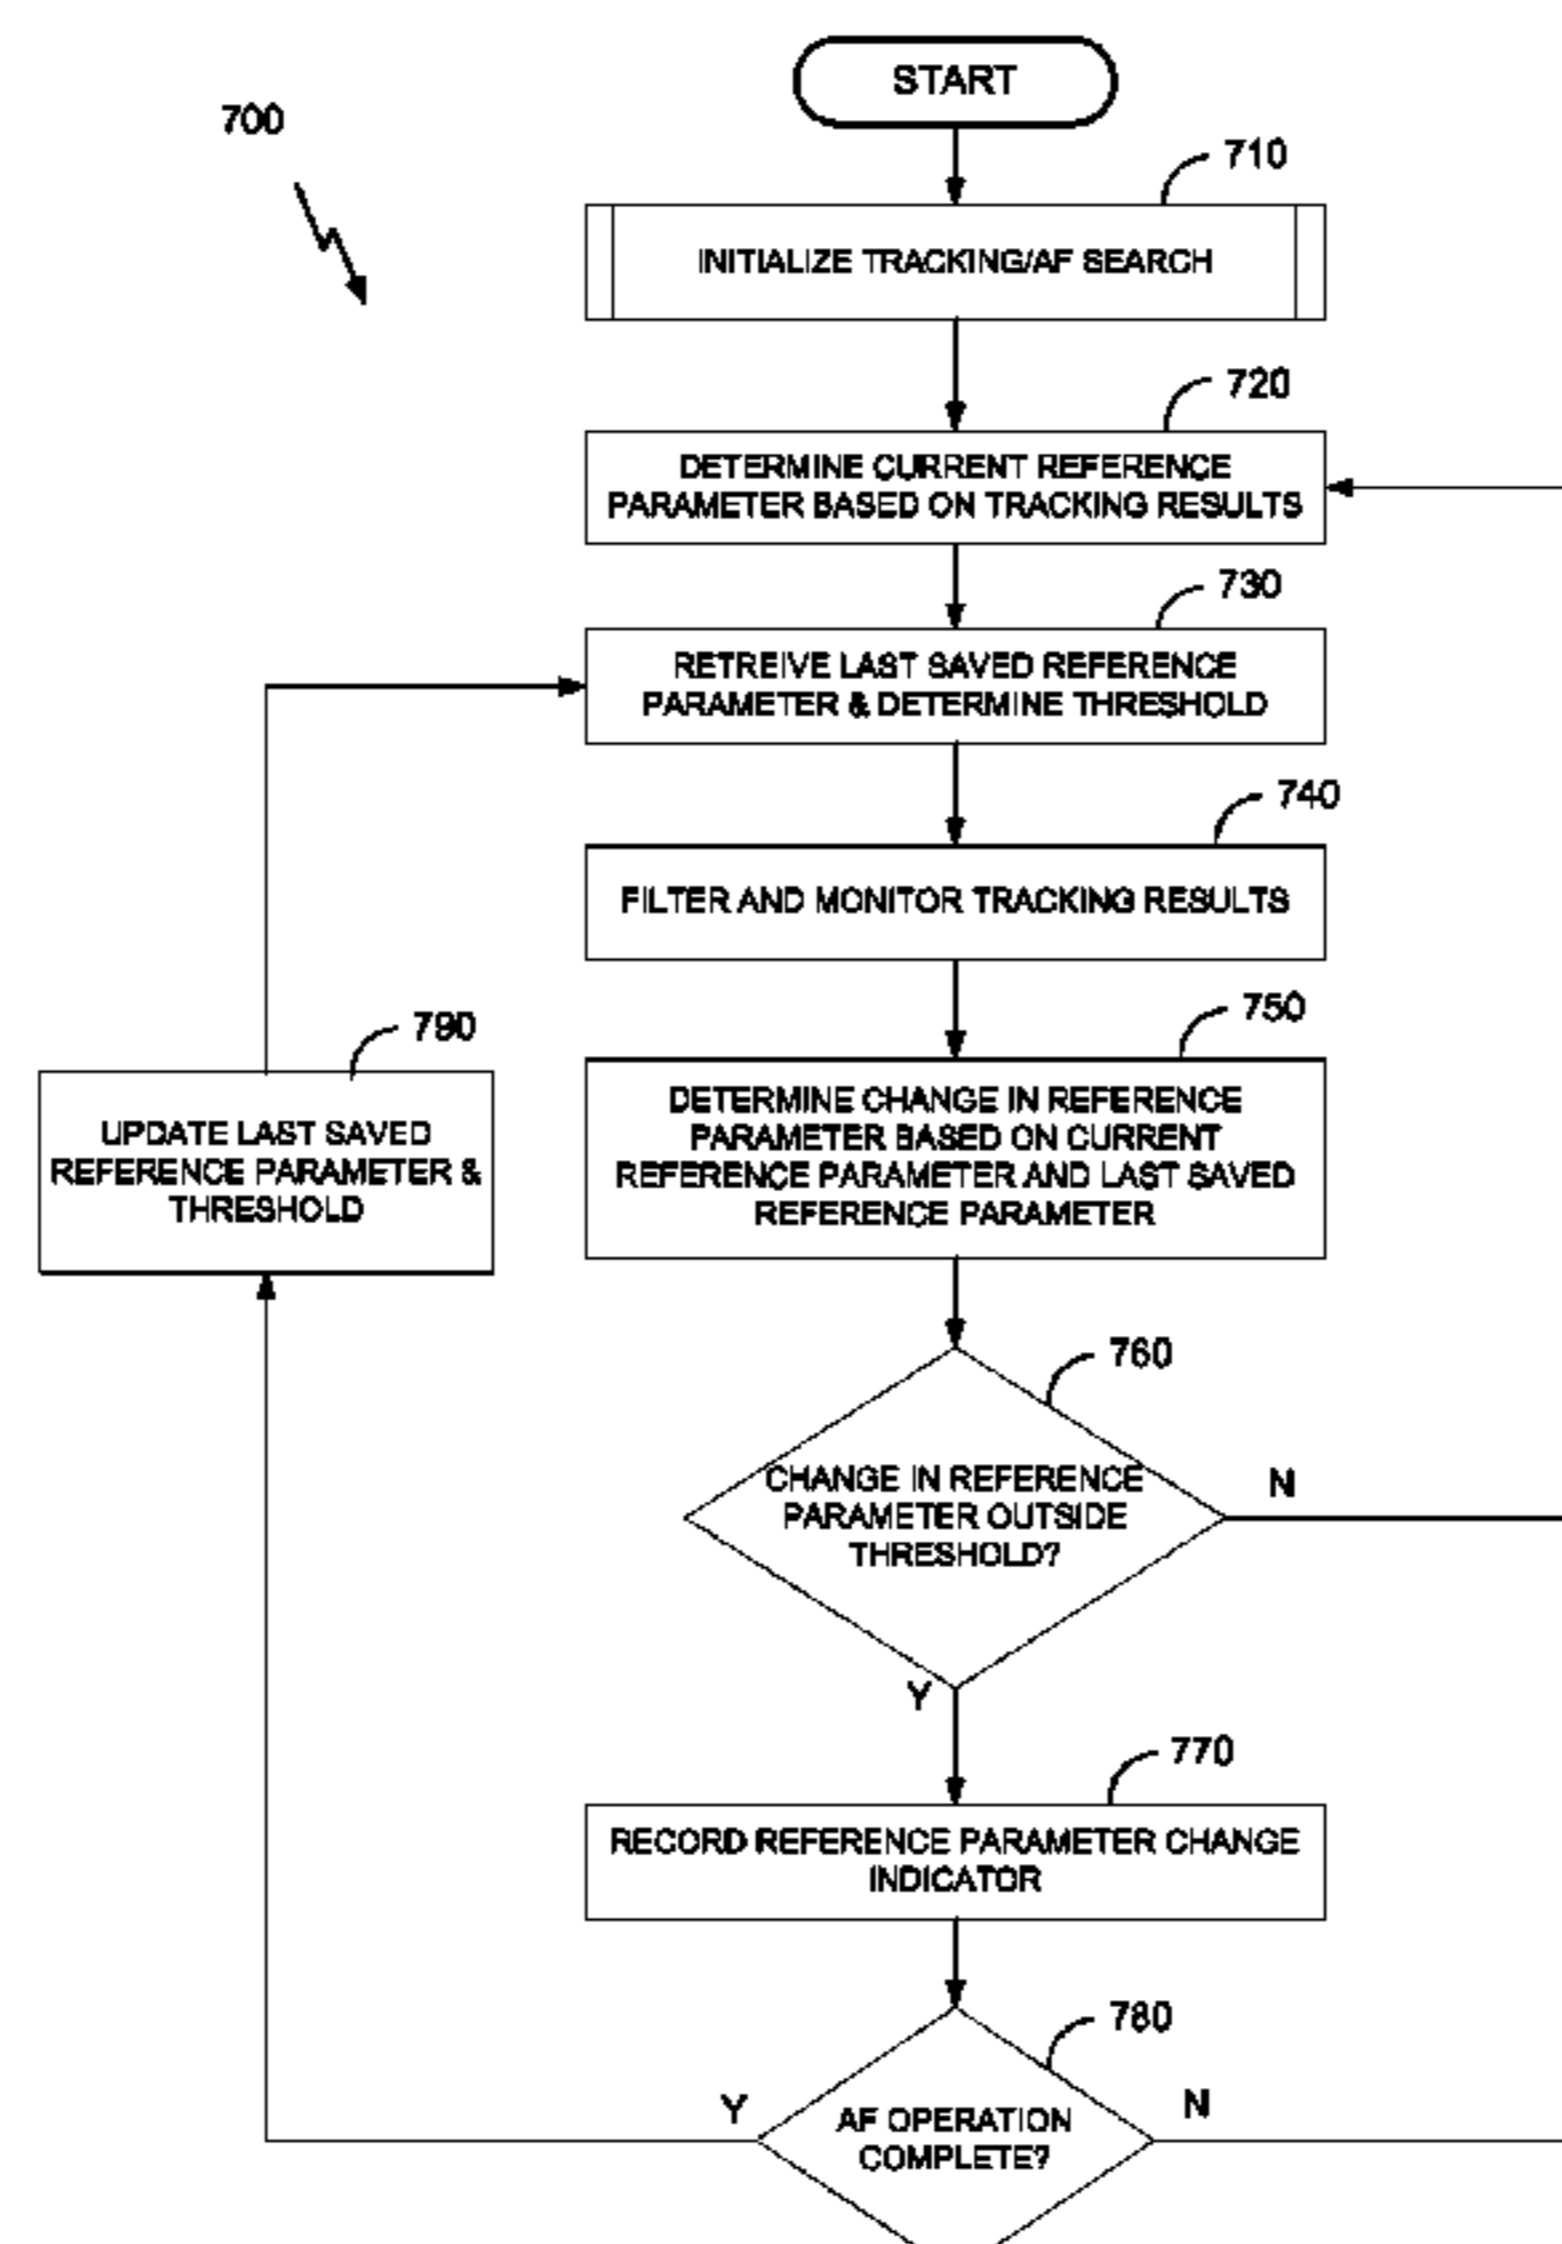 START
700
710
INITIALIZE TRACKING/AF SEARCH
720
DETERMINE CURRENT REFERENCE
PARAMETER BASED ON TRACKING RESULTS
730
RETREIVE LAST SAVED REFERENCE
PARAMETER & DETERMINE THRESHOLD
740
FILTER AND MONITOR TRACKING RESULTS
750
DETERMINE CHANGE IN REFERENCE
PARAMETER BASED ON CURRENT
REFERENCE PARAMETER AND LAST SAVED
REFERENCE PARAMETER
790
UPDATE LAST SAVED
REFERENCE PARAMETER &
THRESHOLD
760
CHANGE IN REFERENCE
PARAMETER OUTSIDE
THRESHOLD?
N
Y
770
RECORD REFERENCE PARAMETER CHANGE
INDICATOR
780
AF OPERATION
COMPLETE?
Y
N